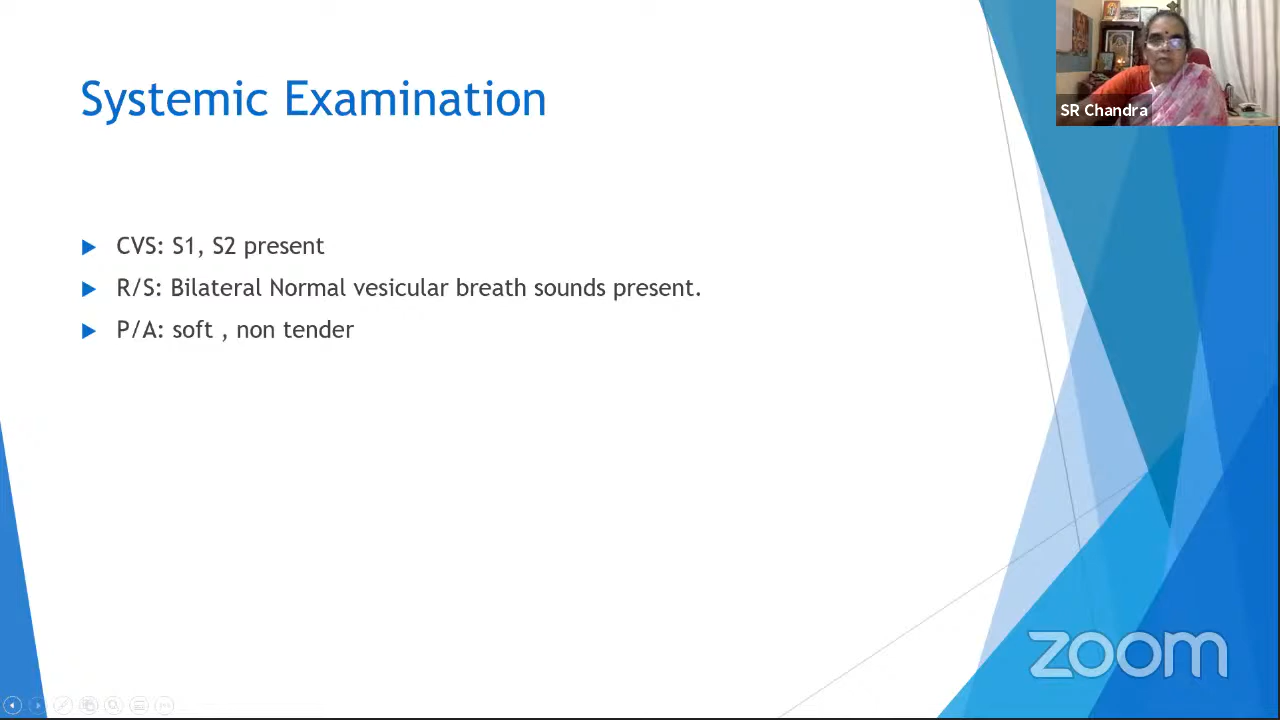 Systemic Examination
SR Chandra
CVS: S1, S2 present
R/S: Bilateral Normal vesicular breath sounds present.
P/A: soft , non tender
zoom